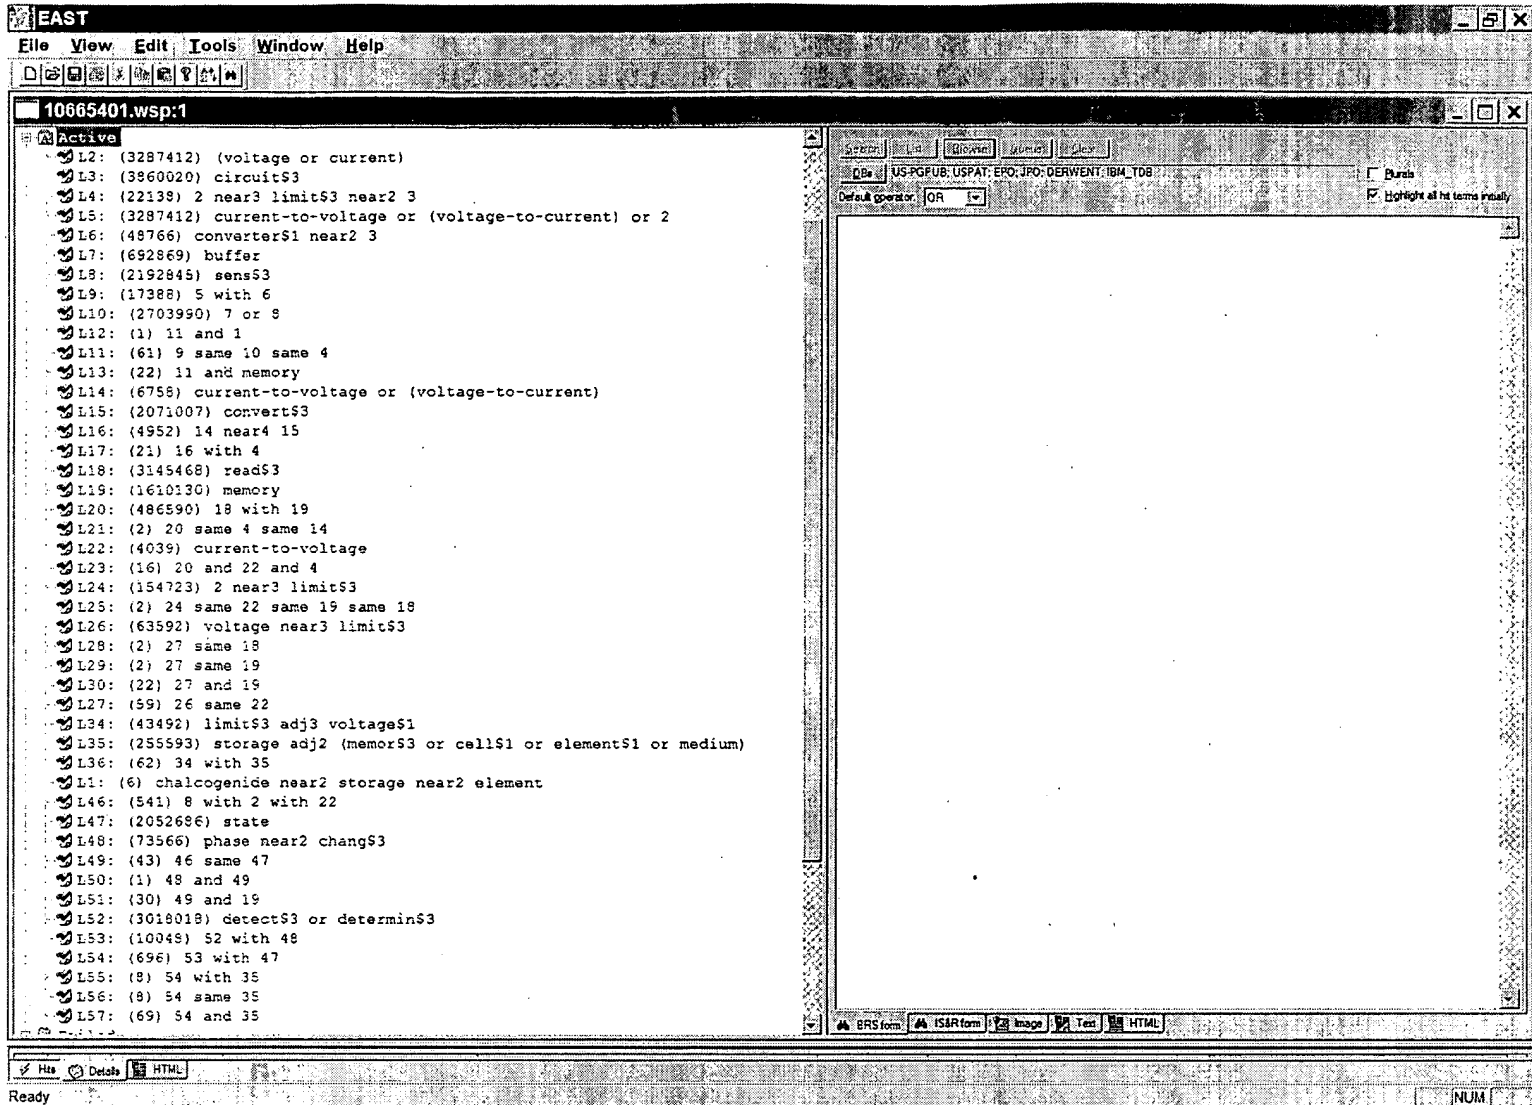 EAST
File View Edit Tools Window Help
10665401.wsp:1
Active
L2: (3287412) (voltage or current)
L3: (3860020) circuit$3
L4: (22138) 2 near3 limit$3 near2 3
L5: (3287412) current-to-voltage or (voltage-to-current) or 2
L6: (48766) converter$1 near2 3
L7: (692869) buffer
L8: (2192845) sens$3
L9: (17388) 5 with 6
L10: (2703990) 7 or 8
L12: (1) 11 and 1
L11: (61) 9 same 10 same 4
L13: (22) 11 and memory
L14: (6758) current-to-voltage or (voltage-to-current)
L15: (2071007) convert$3
L16: (4952) 14 near4 15
L17: (21) 16 with 4
L18: (3145468) read$3
L19: (1610130) memory
L20: (486590) 18 with 19
L21: (2) 20 same 4 same 14
L22: (4039) current-to-voltage
L23: (16) 20 and 22 and 4
L24: (154723) 2 near3 limit$3
L25: (2) 24 same 22 same 19 same 18
L26: (63592) voltage near3 limit$3
L28: (2) 27 same 18
L29: (2) 27 same 19
L30: (22) 27 and 19
L27: (59) 26 same 22
L34: (43492) limit$3 adj3 voltage$1
L35: (255593) storage adj2 (memor$3 or cell$1 or element$1 or medium)
L36: (62) 34 with 35
L1: (6) chalcogenide near2 storage near2 element
L46: (541) 8 with 2 with 22
L47: (2052686) state
L48: (73566) phase near2 chang$3
L49: (43) 46 same 47
L50: (1) 48 and 49
L51: (30) 49 and 19
L52: (3018018) detect$3 or determin$3
L53: (10048) 52 with 48
L54: (696) 53 with 47
L55: (8) 54 with 35
L56: (8) 54 same 35
L57: (69) 54 and 35
Search List Browse Queue Clear
DBs US-PGPUB; USPAT; EPO; JPO; DERWENT; IBM_TDB
Plurals
Default operator: OR
Highlight all hit terms initially
BRS form IS&R form Image Text HTML
Hits Details HTML
Ready
NUM